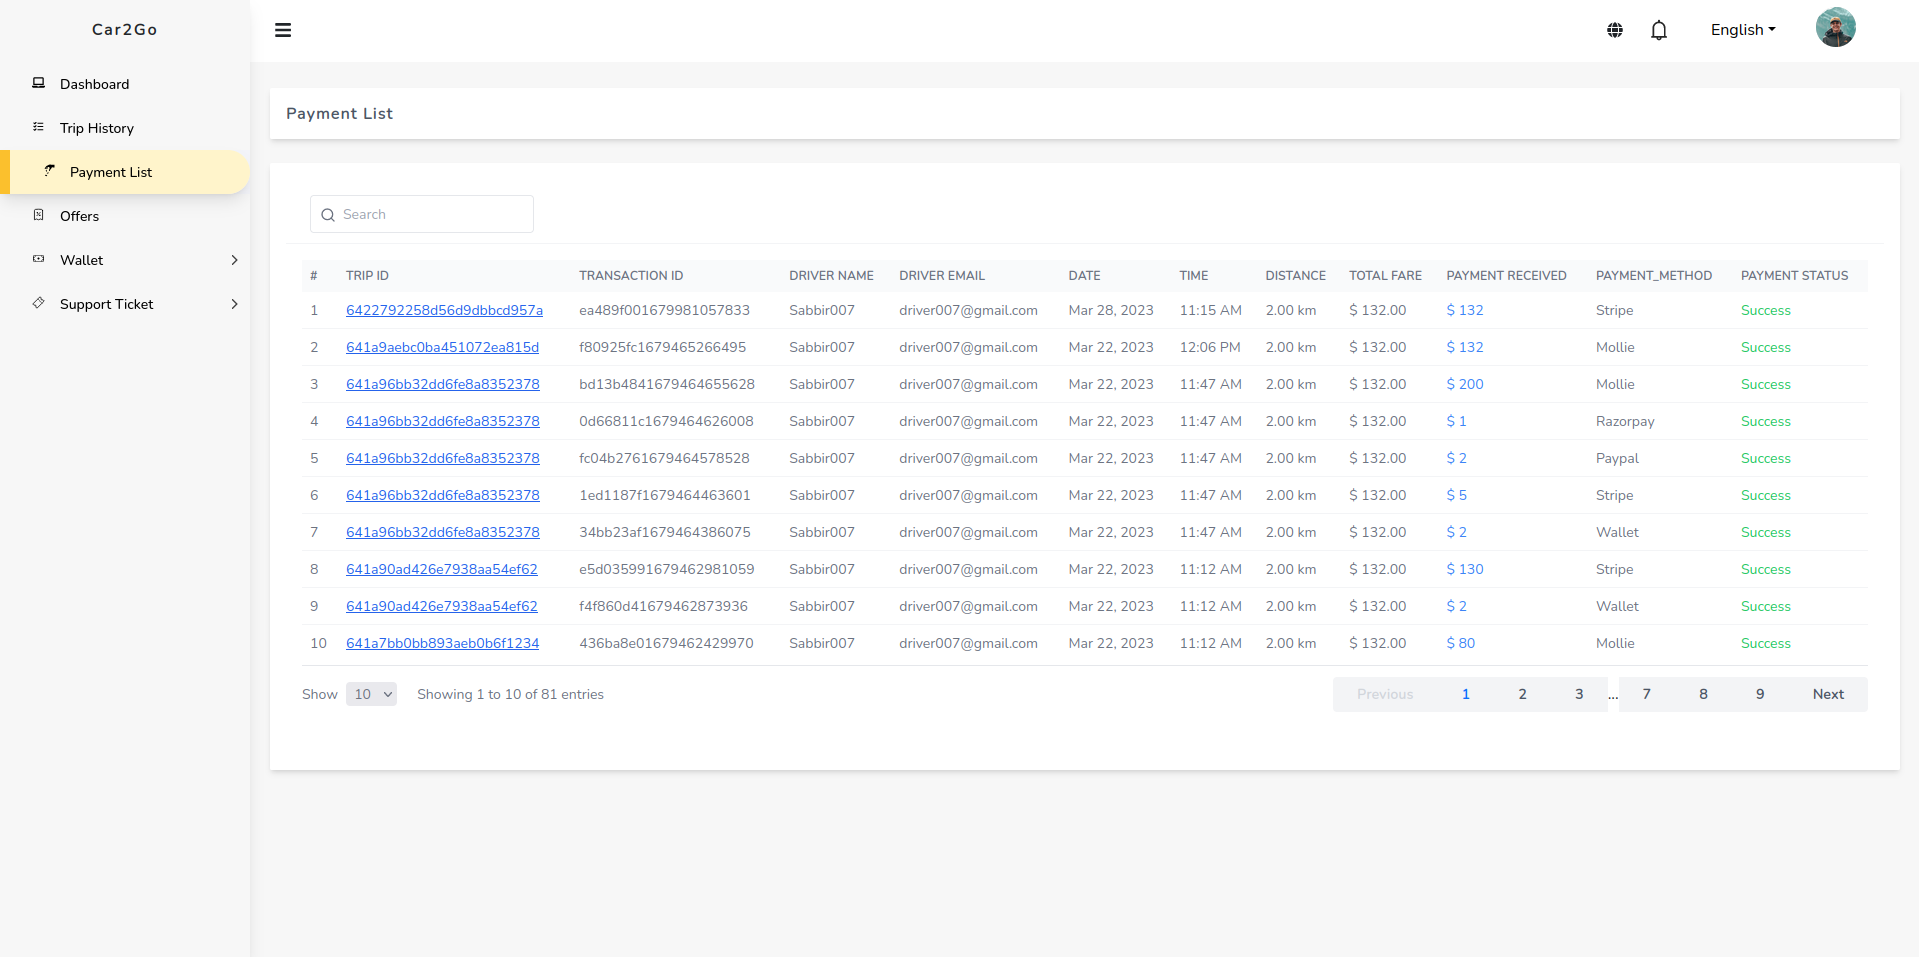 Car2Go
English
Dashboard
Trip History
Payment List
Offers
Wallet
Support Ticket
Payment List
Search
# TRIP ID TRANSACTION ID DRIVER NAME DRIVER EMAIL DATE TIME DISTANCE TOTAL FARE PAYMENT RECEIVED PAYMENT_METHOD PAYMENT STATUS
1 6422792258d56d9dbbcd957a ea489f001679981057833 Sabbir007 driver007@gmail.com Mar 28, 2023 11:15 AM 2.00 km $ 132.00 $ 132 Stripe Success
2 641a9aebc0ba451072ea815d f80925fc1679465266495 Sabbir007 driver007@gmail.com Mar 22, 2023 12:06 PM 2.00 km $ 132.00 $ 132 Mollie Success
3 641a96bb32dd6fe8a8352378 bd13b4841679464655628 Sabbir007 driver007@gmail.com Mar 22, 2023 11:47 AM 2.00 km $ 132.00 $ 200 Mollie Success
4 641a96bb32dd6fe8a8352378 0d66811c1679464626008 Sabbir007 driver007@gmail.com Mar 22, 2023 11:47 AM 2.00 km $ 132.00 $ 1 Razorpay Success
5 641a96bb32dd6fe8a8352378 fc04b2761679464578528 Sabbir007 driver007@gmail.com Mar 22, 2023 11:47 AM 2.00 km $ 132.00 $ 2 Paypal Success
6 641a96bb32dd6fe8a8352378 1ed1187f1679464463601 Sabbir007 driver007@gmail.com Mar 22, 2023 11:47 AM 2.00 km $ 132.00 $ 5 Stripe Success
7 641a96bb32dd6fe8a8352378 34bb23af1679464386075 Sabbir007 driver007@gmail.com Mar 22, 2023 11:47 AM 2.00 km $ 132.00 $ 2 Wallet Success
8 641a90ad426e7938aa54ef62 e5d035991679462981059 Sabbir007 driver007@gmail.com Mar 22, 2023 11:12 AM 2.00 km $ 132.00 $ 130 Stripe Success
9 641a90ad426e7938aa54ef62 f4f860d41679462873936 Sabbir007 driver007@gmail.com Mar 22, 2023 11:12 AM 2.00 km $ 132.00 $ 2 Wallet Success
10 641a7bb0bb893aeb0b6f1234 436ba8e01679462429970 Sabbir007 driver007@gmail.com Mar 22, 2023 11:12 AM 2.00 km $ 132.00 $ 80 Mollie Success
Show 10 Showing 1 to 10 of 81 entries Previous 1 2 3 ... 7 8 9 Next